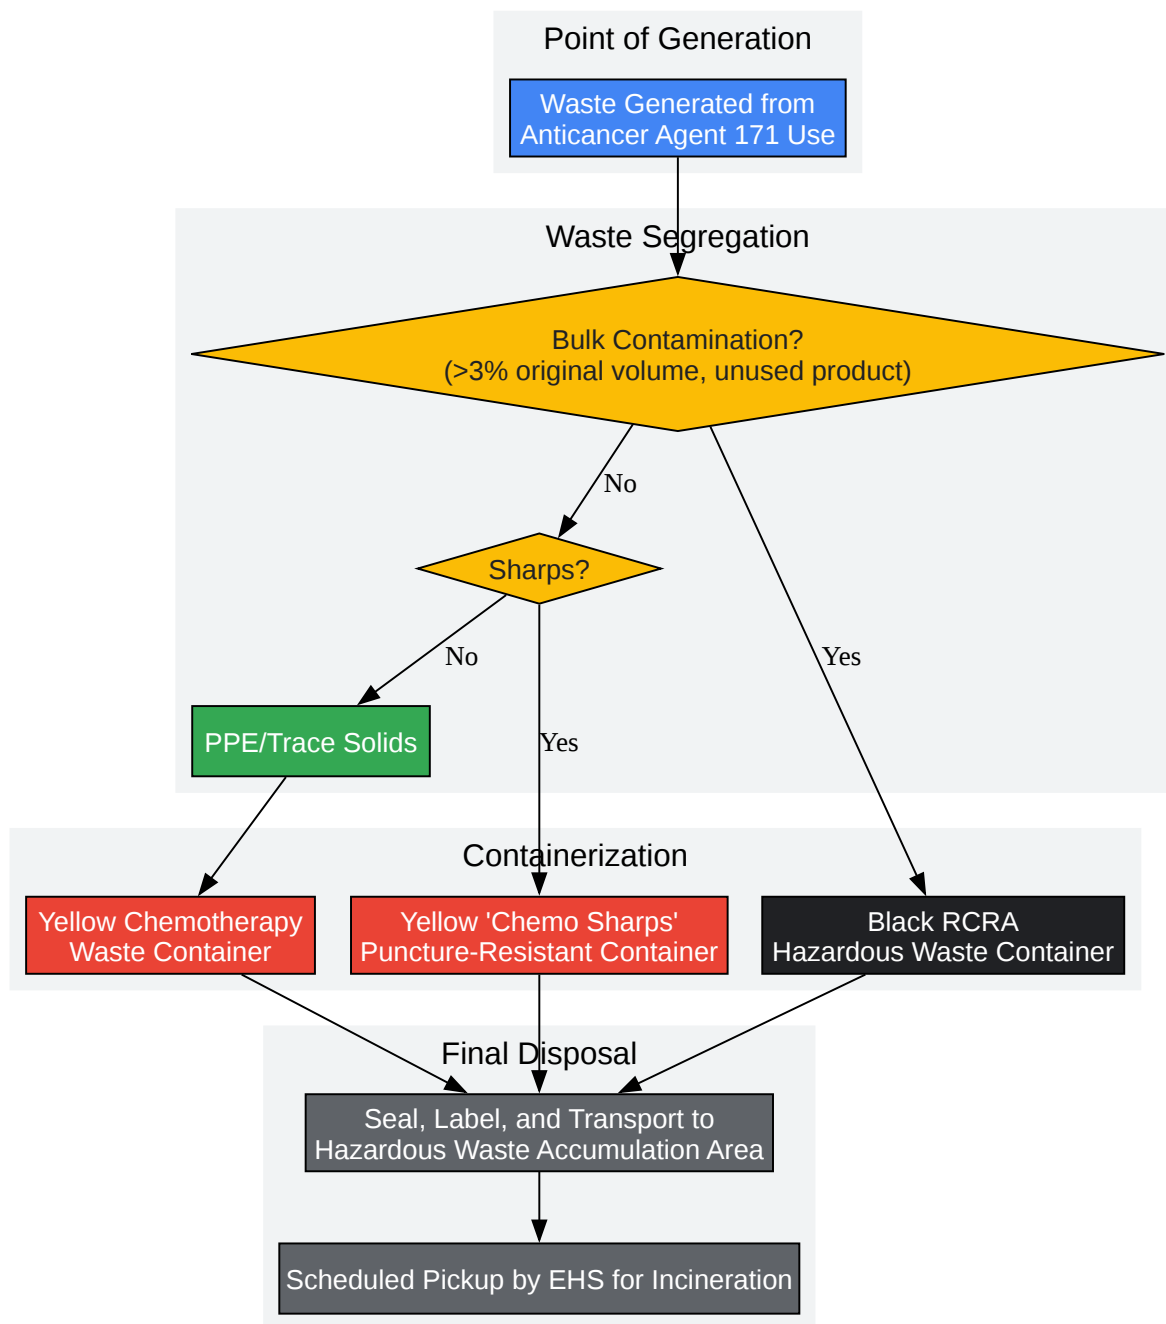 Point of Generation
Waste Generated from
Anticancer Agent 171 Use
Waste Segregation
Bulk Contamination?
(>3% original volume, unused product)
No
Sharps?
No
Yes
PPE/Trace Solids
Yes
Containerization
Yellow Chemotherapy
Waste Container
Yellow 'Chemo Sharps'
Puncture-Resistant Container
Black RCRA
Hazardous Waste Container
Final Disposal
Seal, Label, and Transport to
Hazardous Waste Accumulation Area
Scheduled Pickup by EHS for Incineration